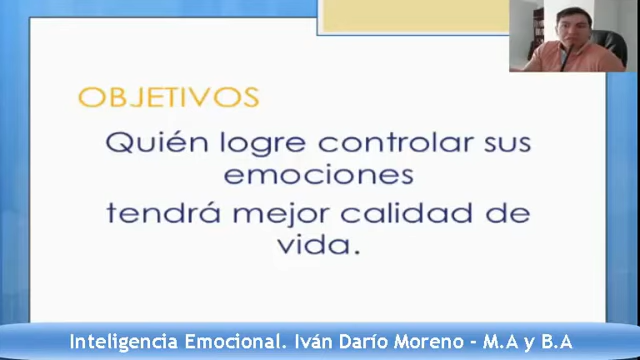 OBJETIVOS
Quién logre controlar sus
emociones
tendrá mejor calidad de
vida.
Inteligencia Emocional. Iván Darío Moreno - M.A y B.A